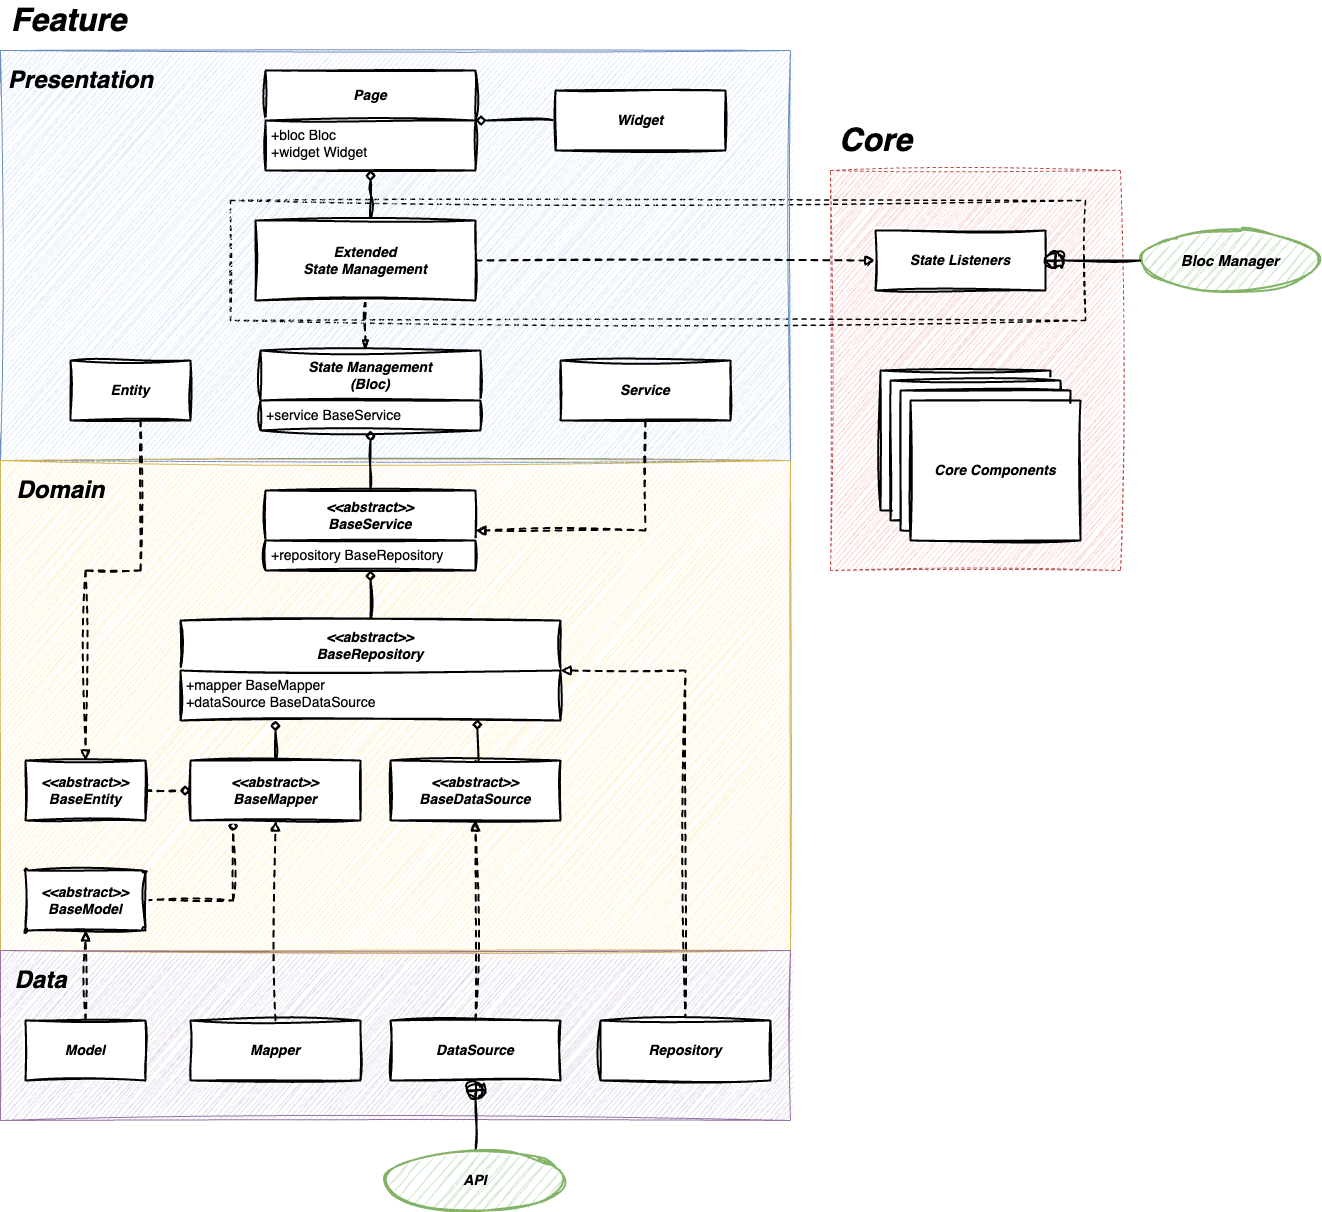 Feature
Presentation
Page
+bloc Bloc
+widget Widget
Widget
Core
Extended
State Management
State Listeners
Bloc Manager
Entity
State Management
(Bloc)
+service BaseService
Service
Core Components
Domain
<<abstract>>
BaseService
+repository BaseRepository
<<abstract>>
BaseRepository
+mapper BaseMapper
+dataSource BaseDataSource
<<abstract>>
BaseEntity
<<abstract>>
BaseMapper
<<abstract>>
BaseDataSource
<<abstract>>
BaseModel
Data
Model
Mapper
DataSource
Repository
API